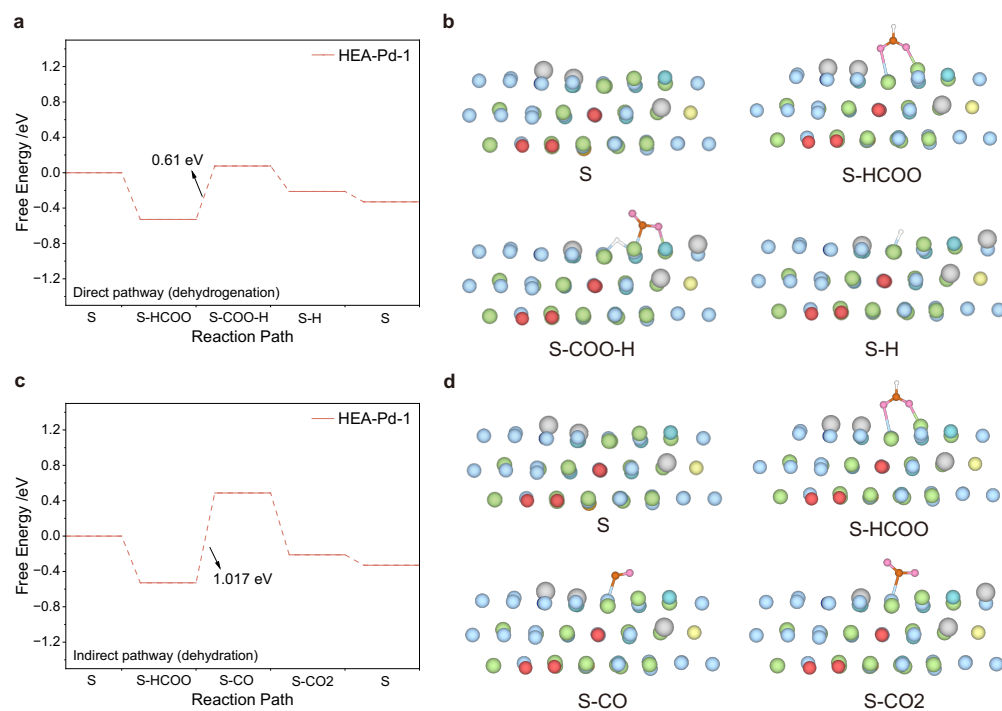 a
HEA-Pd-1
1.2
0.8
0.4
0.0
−0.4
−0.8
−1.2
Free Energy /eV
0.61 eV
Direct pathway (dehydrogenation)
S S-HCOO S-COO-H S-H S
Reaction Path
b
S
S-HCOO
S-COO-H
S-H
c
HEA-Pd-1
1.2
0.8
0.4
0.0
−0.4
−0.8
−1.2
Free Energy /eV
1.017 eV
Indirect pathway (dehydration)
S S-HCOO S-CO S-CO2 S
Reaction Path
d
S
S-HCOO
S-CO
S-CO2